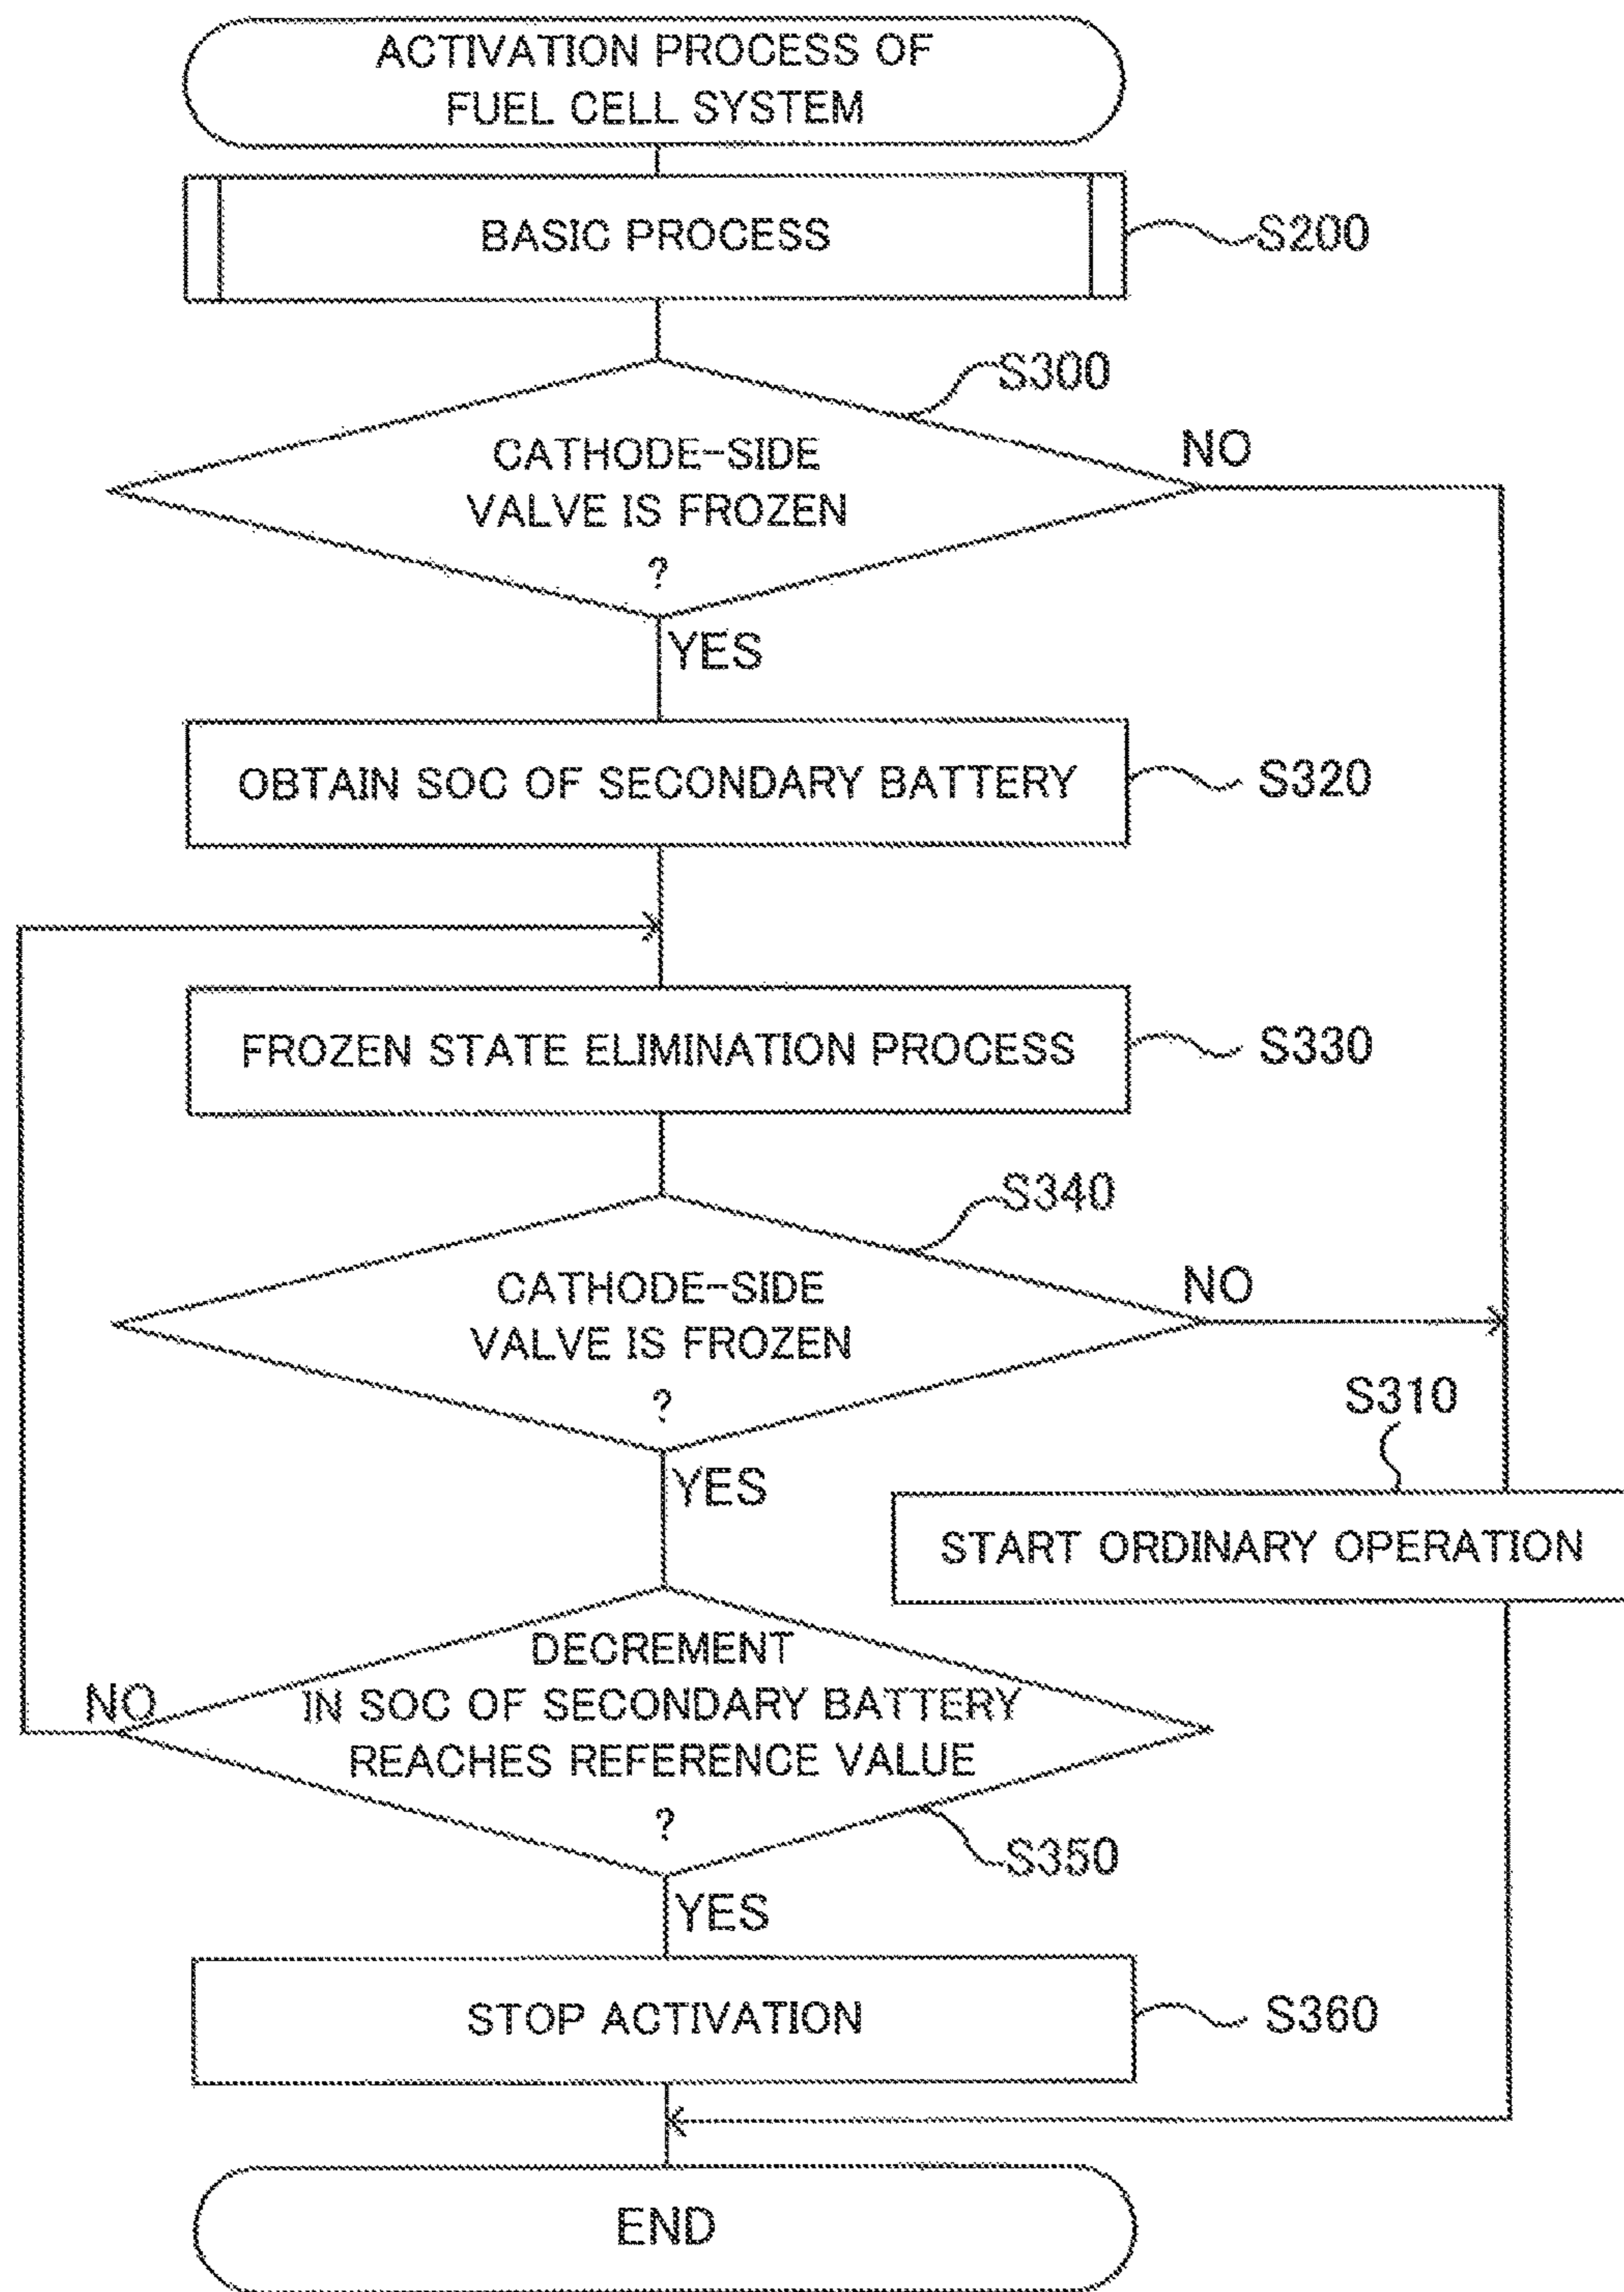 ACTIVATION PROCESS OF
FUEL CELL SYSTEM
BASIC PROCESS
S200
S300
CATHODE-SIDE
VALVE IS FROZEN
?
NO
YES
OBTAIN SOC OF SECONDARY BATTERY
S320
FROZEN STATE ELIMINATION PROCESS
S330
S340
CATHODE-SIDE
VALVE IS FROZEN
?
NO
YES
S310
START ORDINARY OPERATION
DECREMENT
IN SOC OF SECONDARY BATTERY
REACHES REFERENCE VALUE
?
NO
S350
YES
STOP ACTIVATION
S360
END